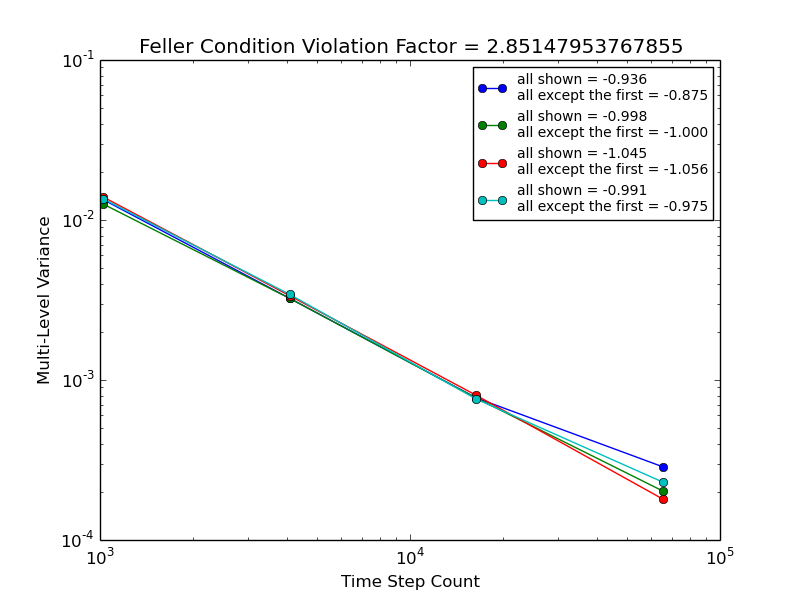 Feller Condition Violation Factor = 2.85147953767855
all shown = -0.936
all except the first = -0.875
all shown = -0.998
all except the first = -1.000
all shown = -1.045
all except the first = -1.056
all shown = -0.991
all except the first = -0.975
Multi-Level Variance
10^-1
10^-2
10^-3
10^-4
10^3
10^4
10^5
Time Step Count